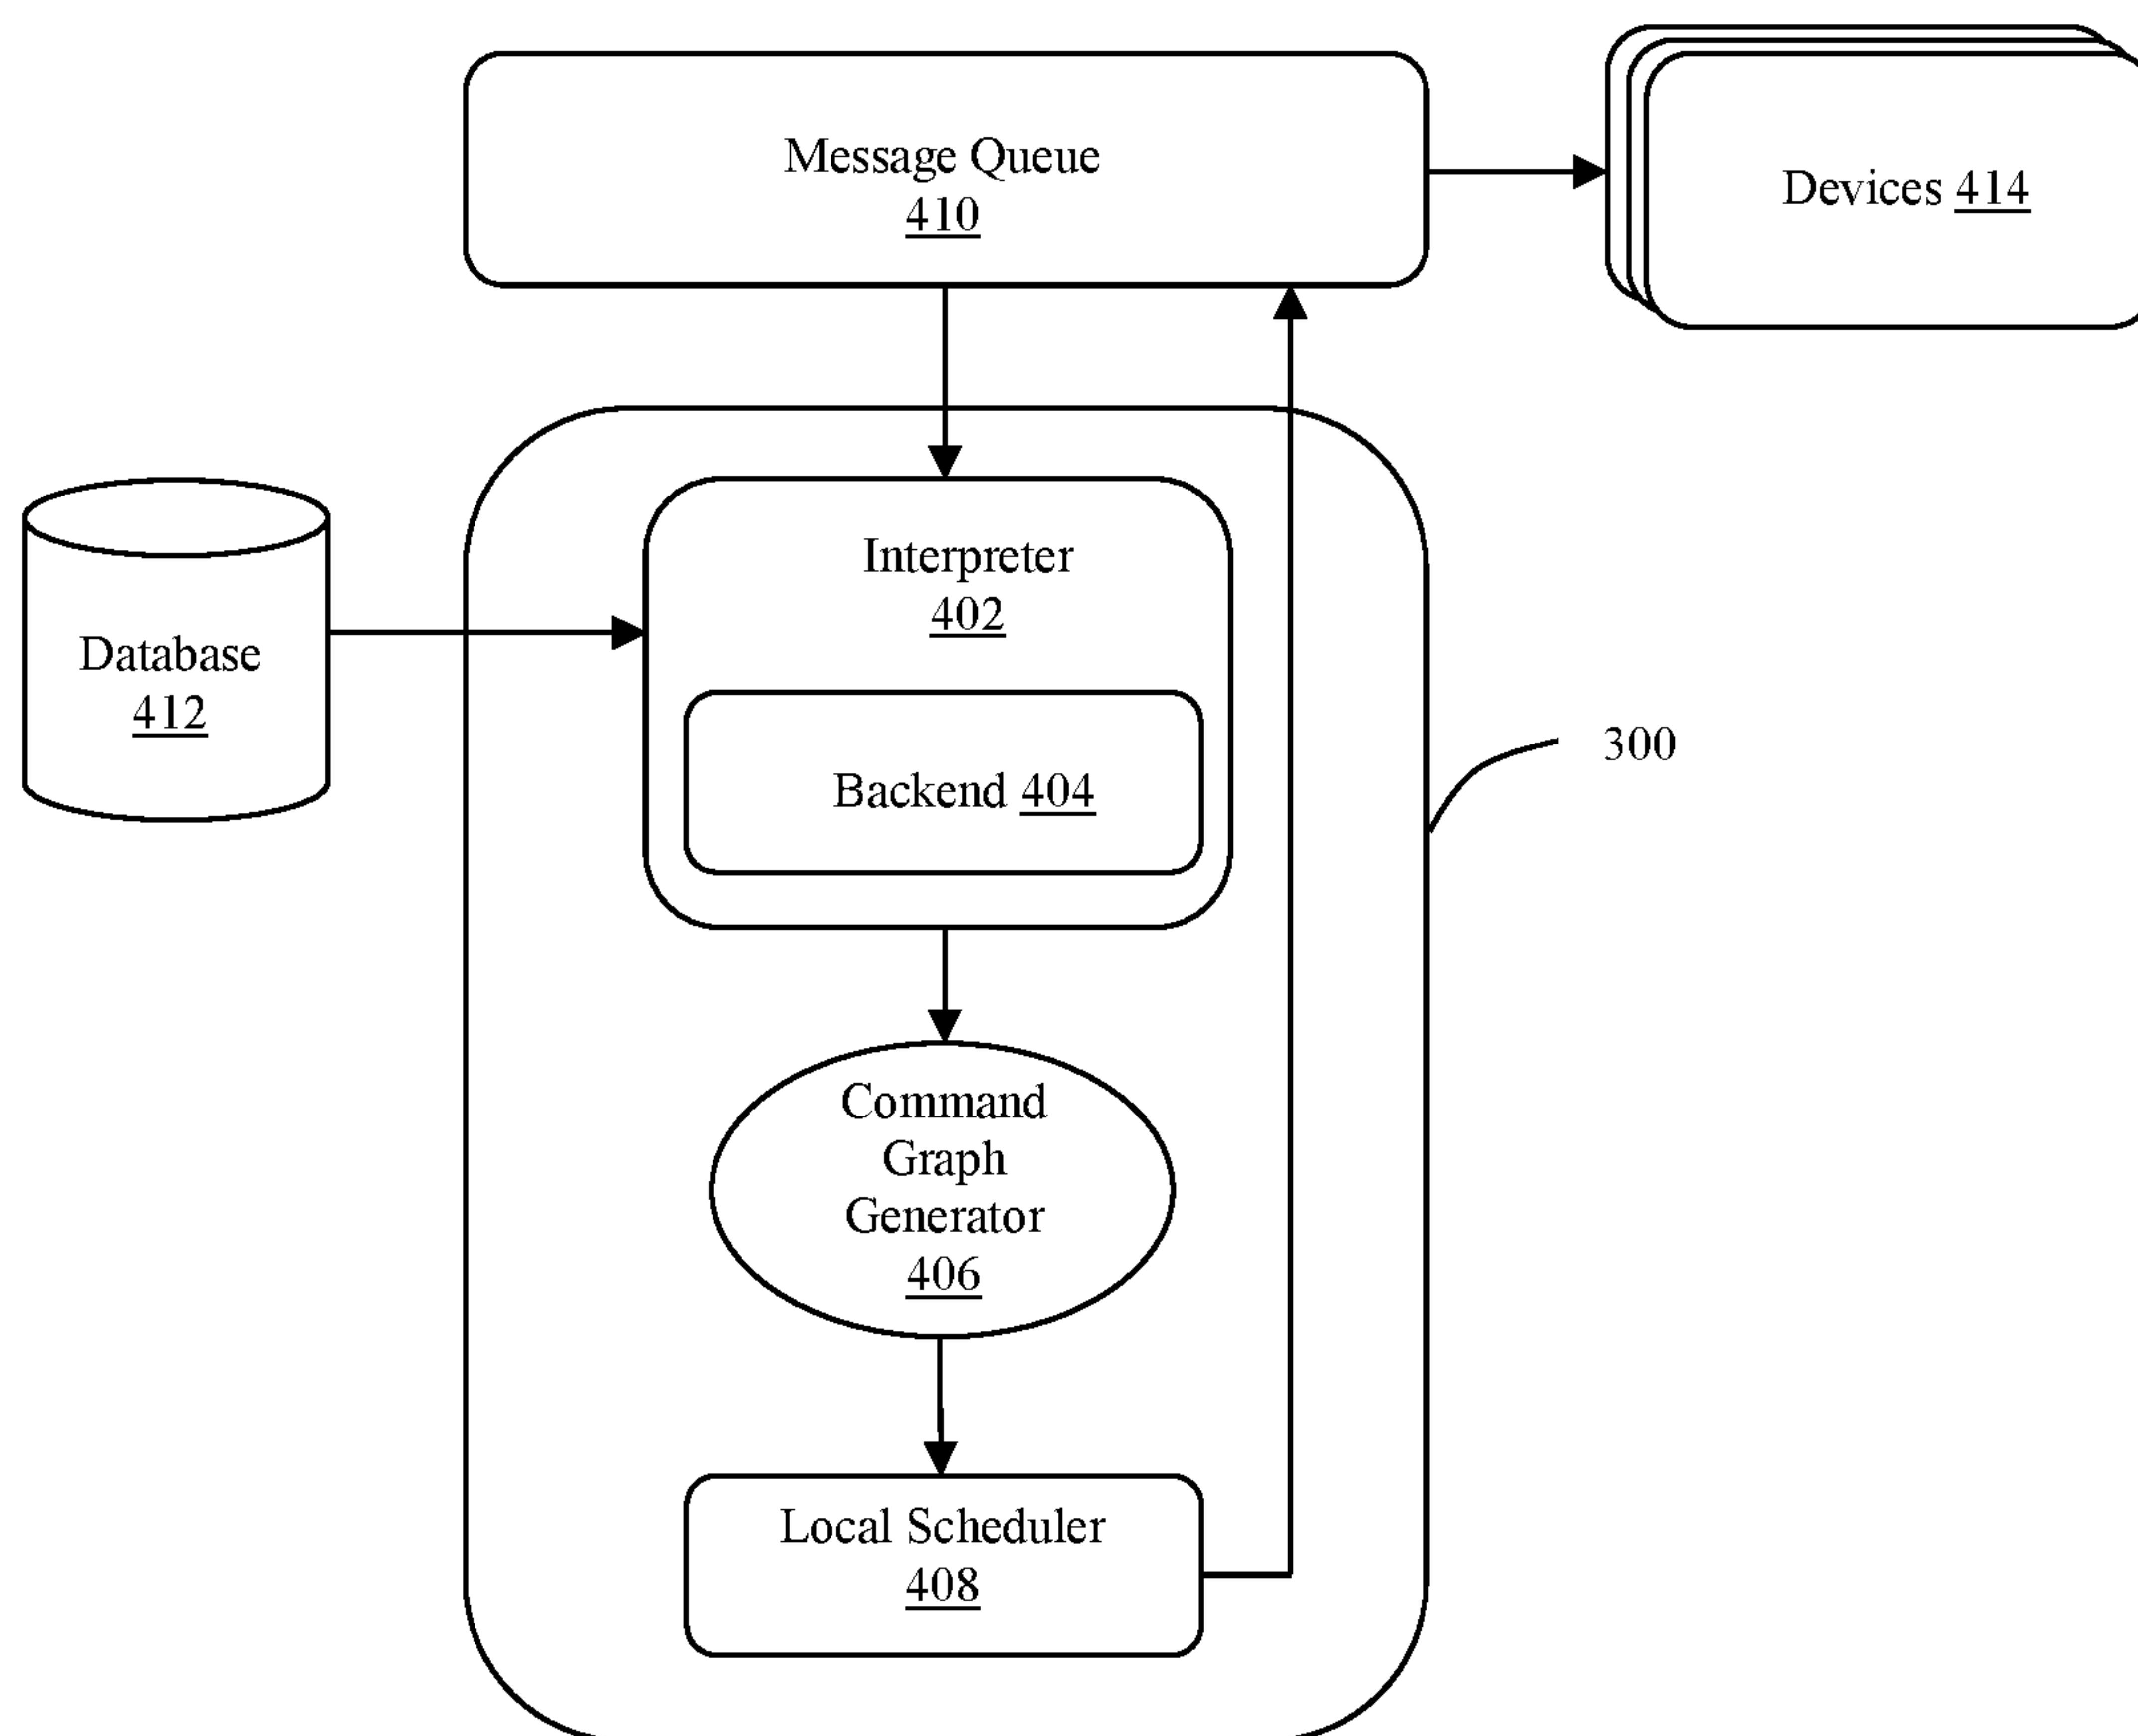 Message Queue
410
Devices 414
Interpreter
402
Database
412
Backend 404
300
Command
Graph
Generator
406
Local Scheduler
408